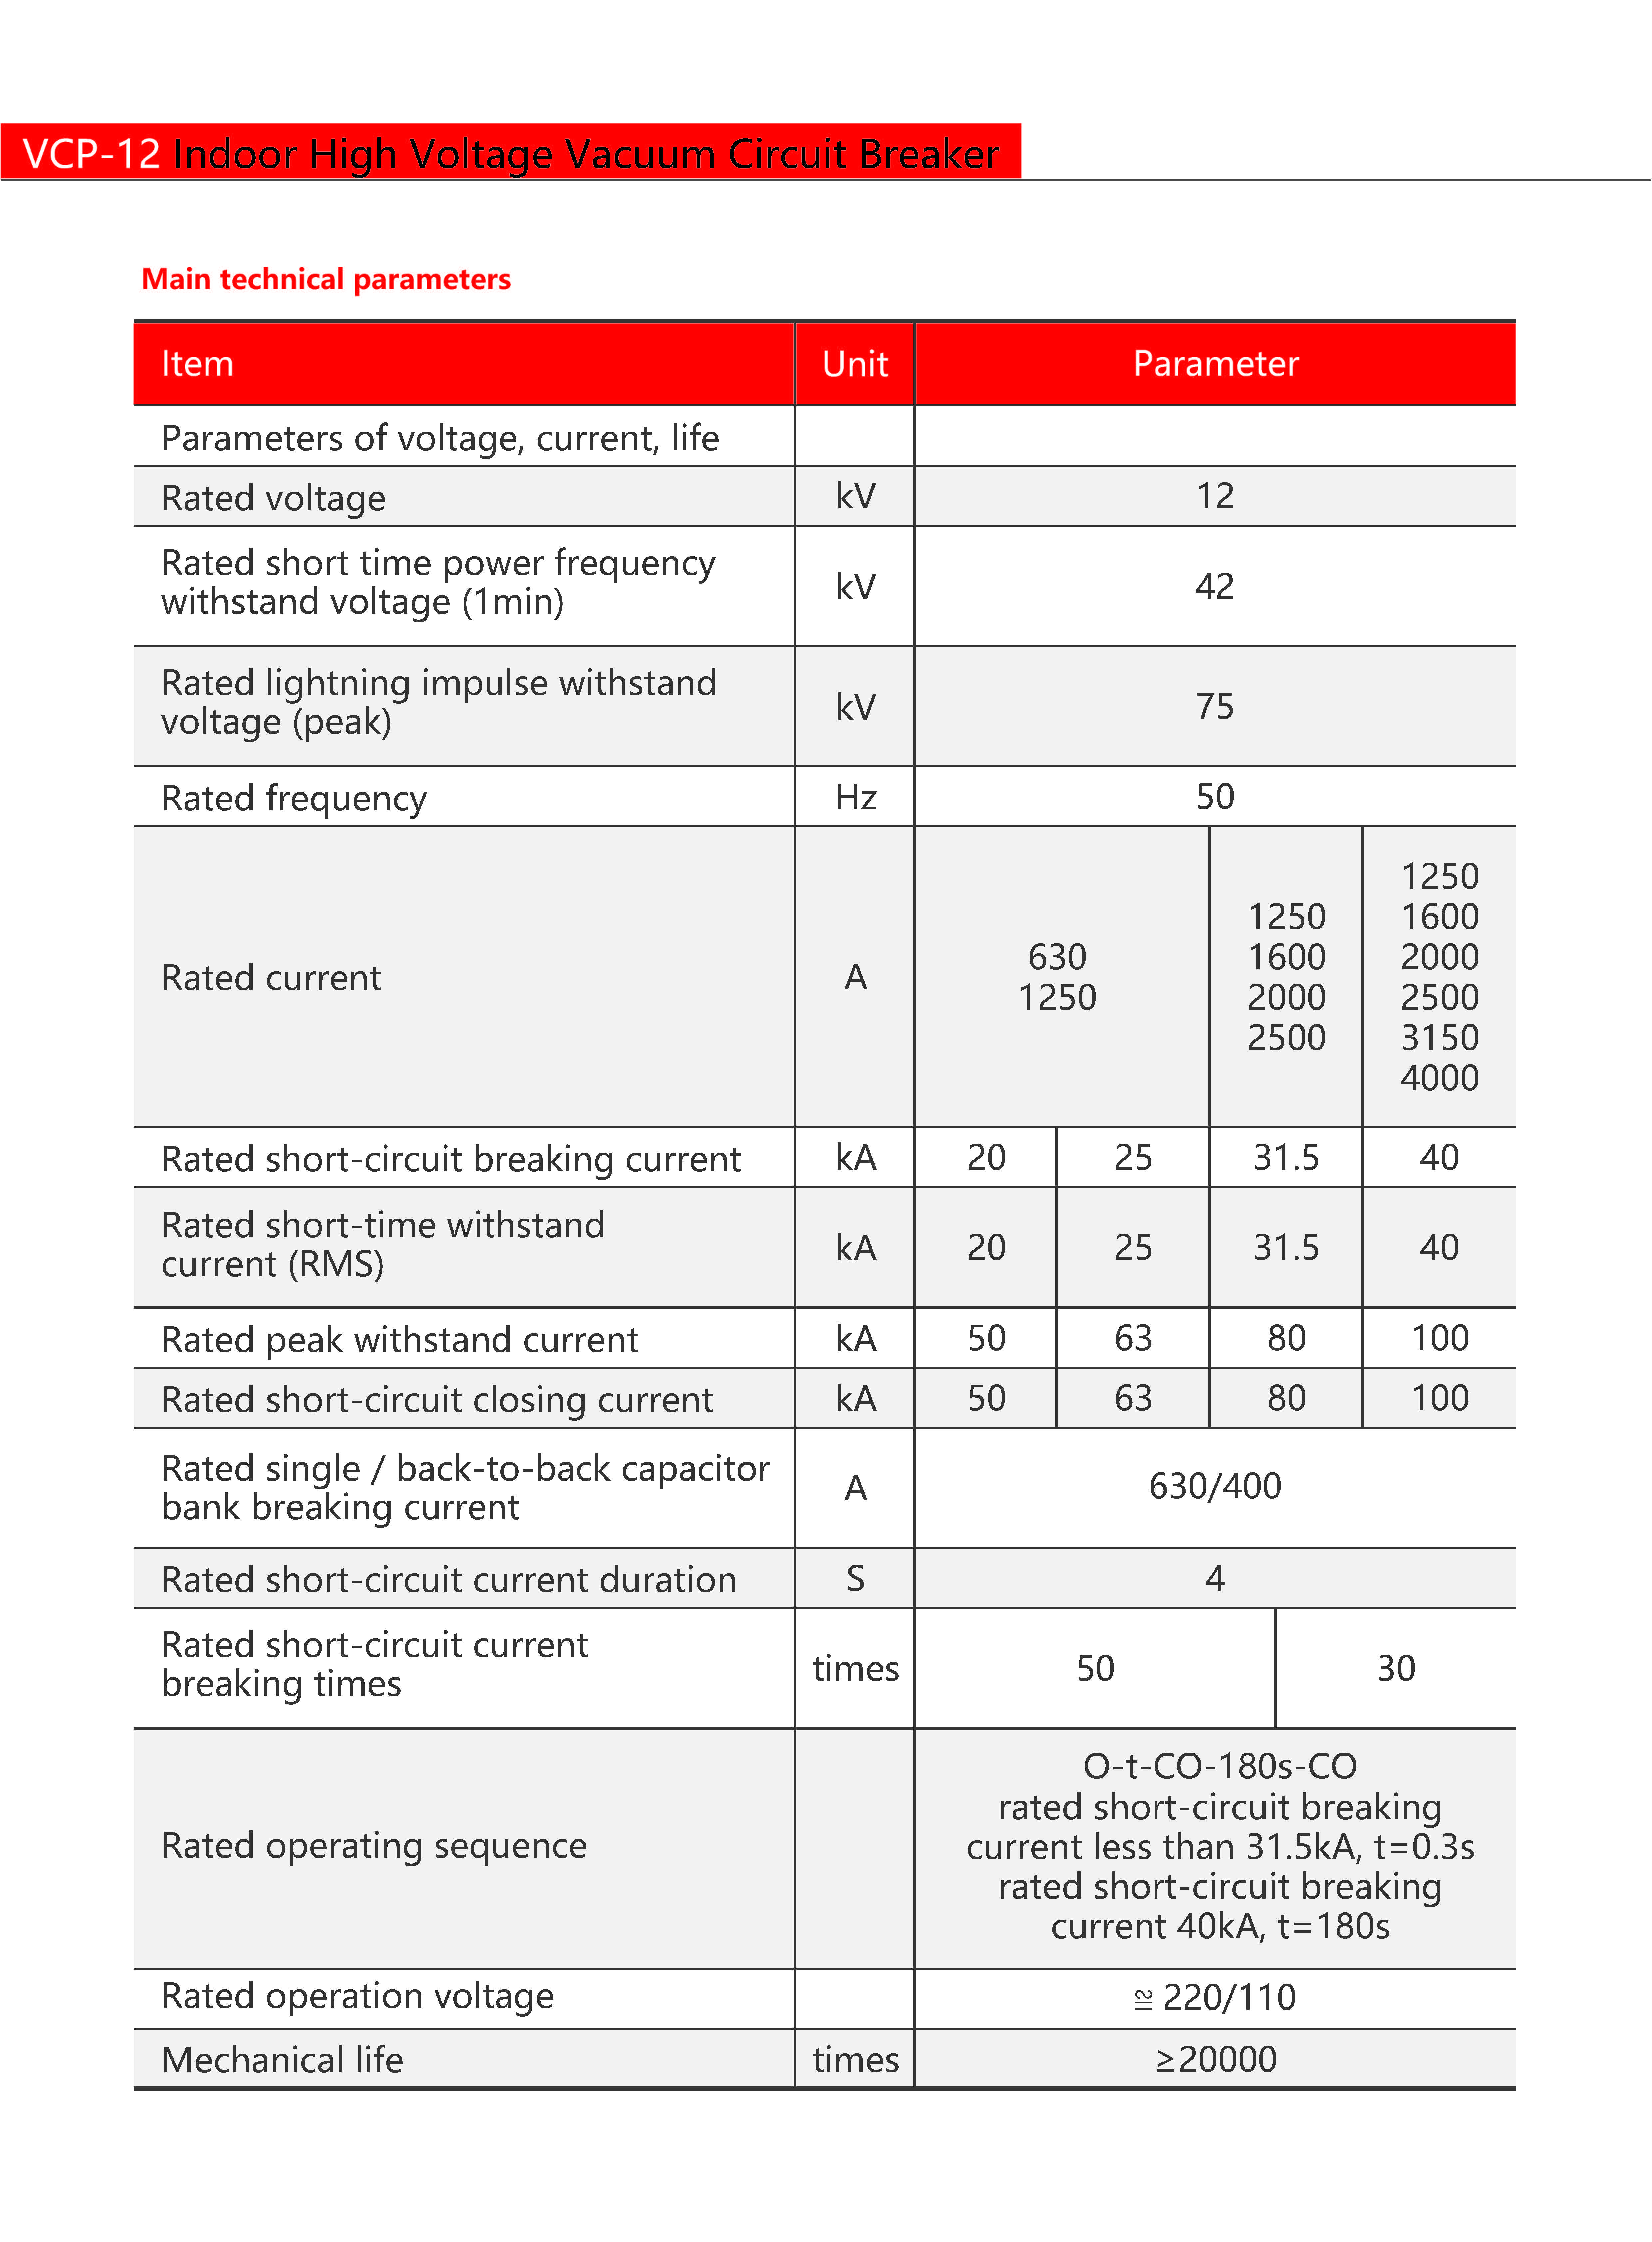 VCP-12 Indoor High Voltage Vacuum Circuit Breaker
Main technical parameters
Item Unit Parameter
Parameters of voltage, current, life
Rated voltage kV 12
Rated short time power frequency
withstand voltage (1min) kV 42
Rated lightning impulse withstand
voltage (peak) kV 75
Rated frequency Hz 50
Rated current A
630
1250
1250
1600
2000
2500
1250
1600
2000
2500
3150
4000
Rated short-circuit breaking current kA 20 25 31.5 40
Rated short-time withstand
current (RMS) kA 20 25 31.5 40
Rated peak withstand current kA 50 63 80 100
Rated short-circuit closing current kA 50 63 80 100
Rated single / back-to-back capacitor
bank breaking current A 630/400
Rated short-circuit current duration S 4
Rated short-circuit current
breaking times times 50 30
Rated operating sequence
O-t-CO-180s-CO
rated short-circuit breaking
current less than 31.5kA, t=0.3s
rated short-circuit breaking
current 40kA, t=180s
Rated operation voltage ≌ 220/110
Mechanical life times ≥20000